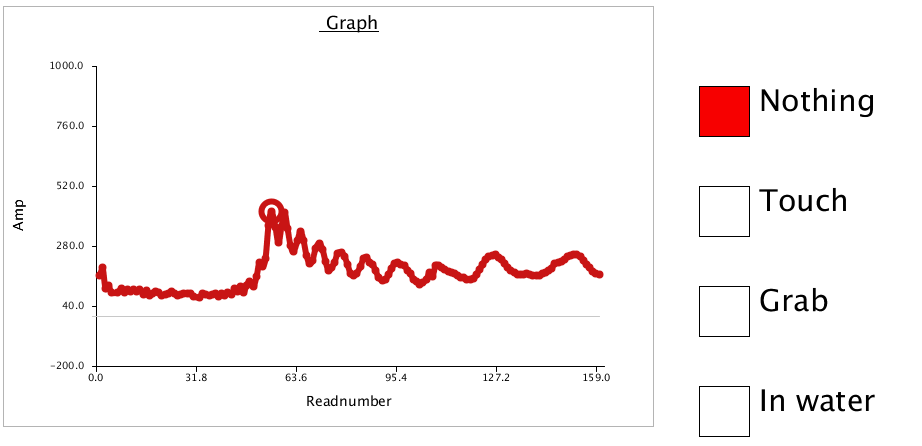 Graph
1000.0
760.0
520.0
280.0
40.0
-200.0
Amp
0.0 31.8 63.6 95.4 127.2 159.0
Readnumber
Nothing
Touch
Grab
In water